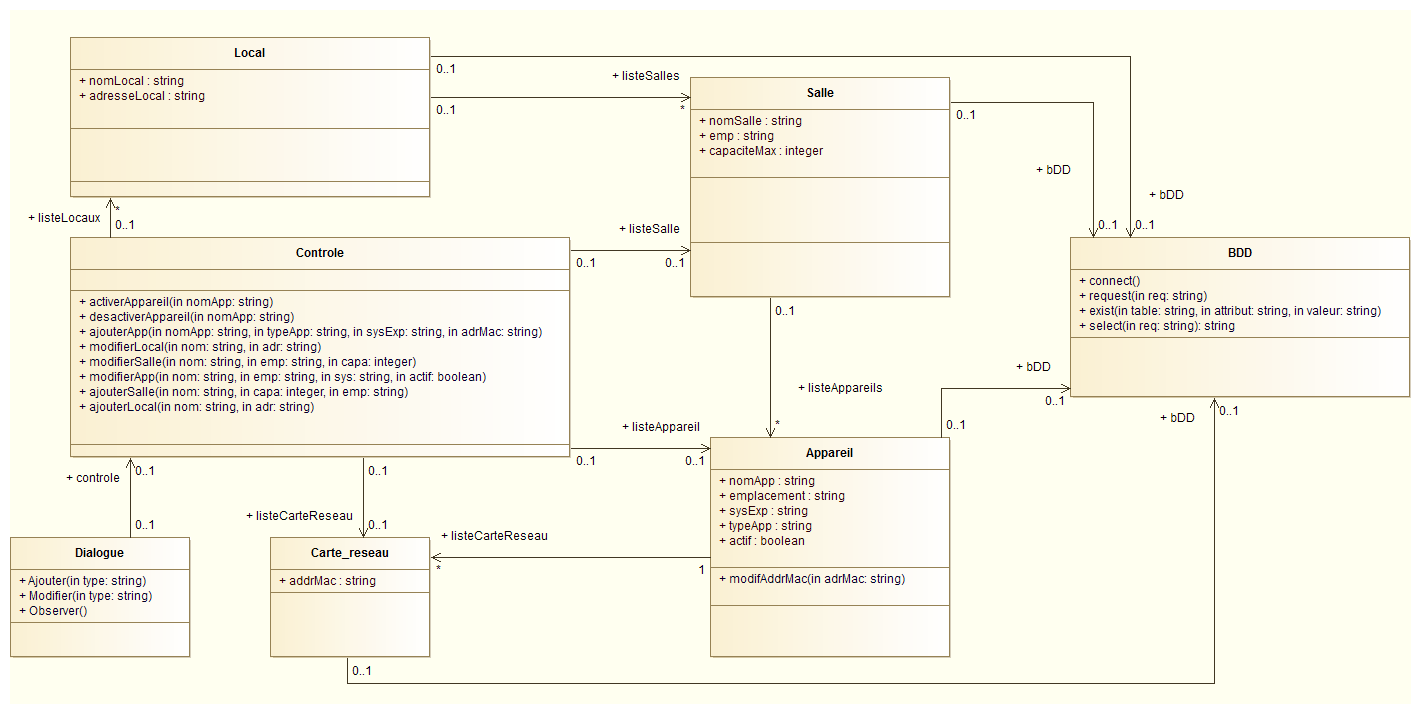 Local
+ nomLocal : string
+ adresseLocal : string
0..1
0..1
+ listeSalles
*
Salle
+ nomSalle : string
+ emp : string
+ capaciteMax : integer
0..1
+ bDD
+ bDD
0..1
0..1
+ listeLocaux
*
0..1
Controle
+ activerAppareil(in nomApp: string)
+ desactiverAppareil(in nomApp: string)
+ ajouterApp(in nomApp: string, in typeApp: string, in sysExp: string, in adrMac: string)
+ modifierLocal(in nom: string, in adr: string)
+ modifierSalle(in nom: string, in emp: string, in capa: integer)
+ modifierApp(in nom: string, in emp: string, in sys: string, in actif: boolean)
+ ajouterSalle(in nom: string, in capa: integer, in emp: string)
+ ajouterLocal(in nom: string, in adr: string)
+ listeSalle
0..1
0..1
0..1
+ listeAppareils
*
BDD
+ connect()
+ request(in req: string)
+ exist(in table: string, in attribut: string, in valeur: string)
+ select(in req: string): string
+ bDD
0..1
0..1
+ bDD
0..1
+ listeAppareil
0..1
0..1
Appareil
+ nomApp : string
+ emplacement : string
+ sysExp : string
+ typeApp : string
+ actif : boolean
+ modifAddrMac(in adrMac: string)
+ controle
0..1
0..1
0..1
+ listeCarteReseau
0..1
+ listeCarteReseau
*
1
Dialogue
+ Ajouter(in type: string)
+ Modifier(in type: string)
+ Observer()
Carte_reseau
+ addrMac : string
0..1